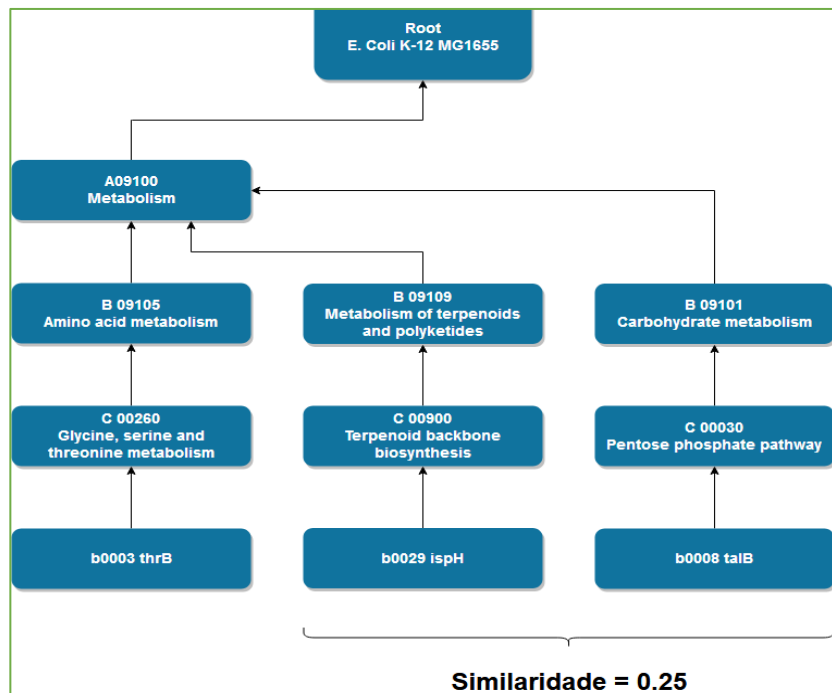 Root
E. Coli K-12 MG1655
A09100
Metabolism
B 09105
Amino acid metabolism
B 09109
Metabolism of terpenoids
and polyketides
B 09101
Carbohydrate metabolism
C 00260
Glycine, serine and
threonine metabolism
C 00900
Terpenoid backbone
biosynthesis
C 00030
Pentose phosphate pathway
b0003 thrB
b0029 ispH
b0008 talB
Similaridade = 0.25